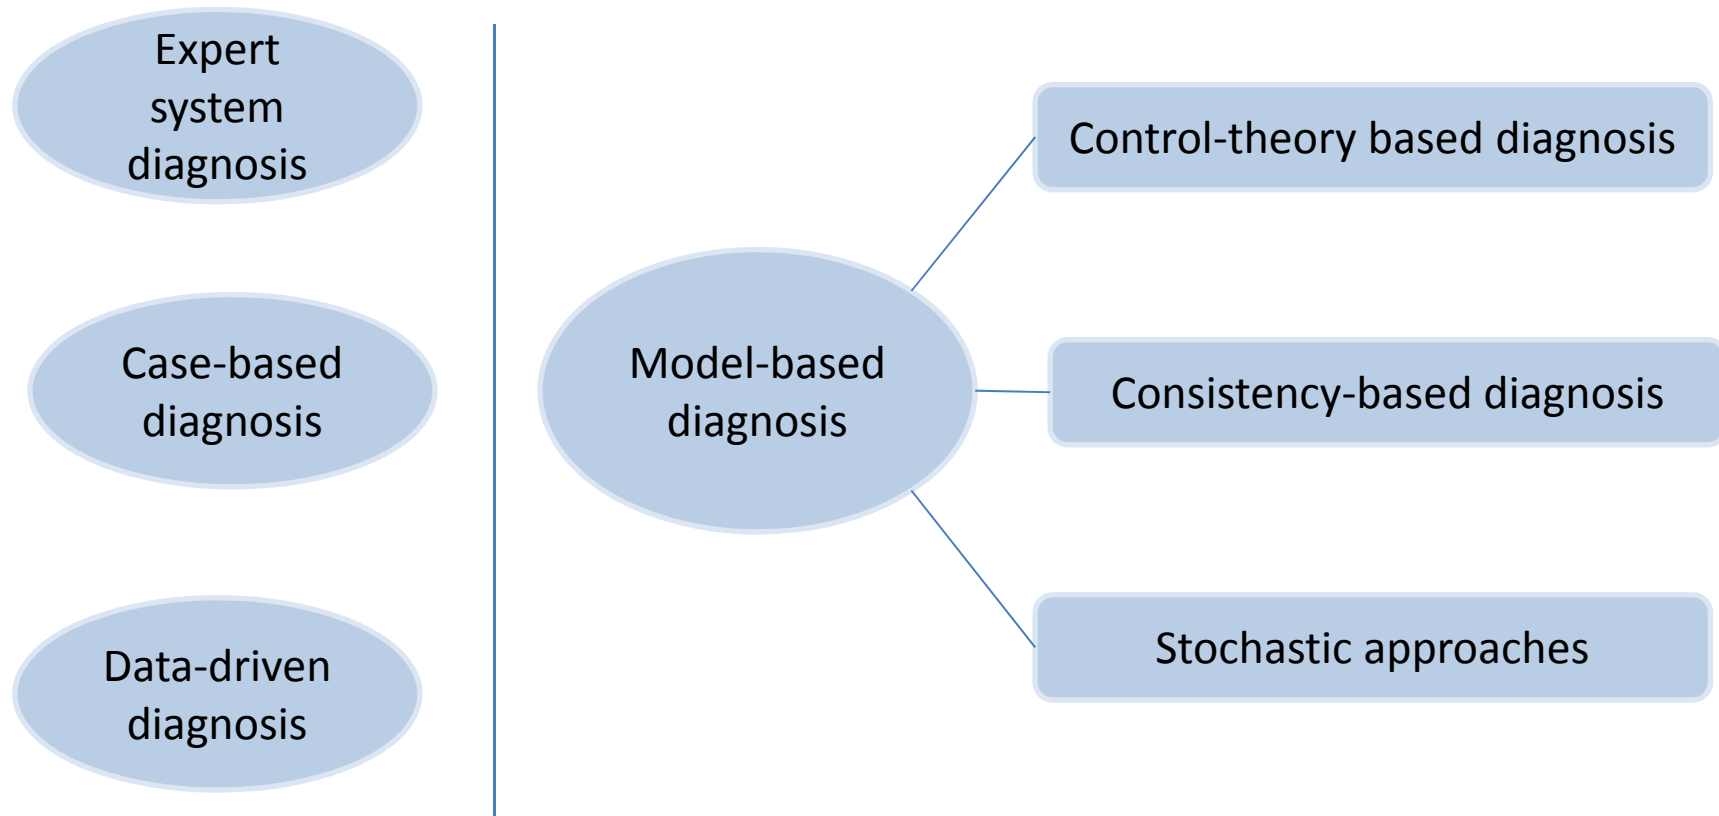 Expert
system
diagnosis
Case-based
diagnosis
Data-driven
diagnosis
Model-based
diagnosis
Control-theory based diagnosis
Consistency-based diagnosis
Stochastic approaches